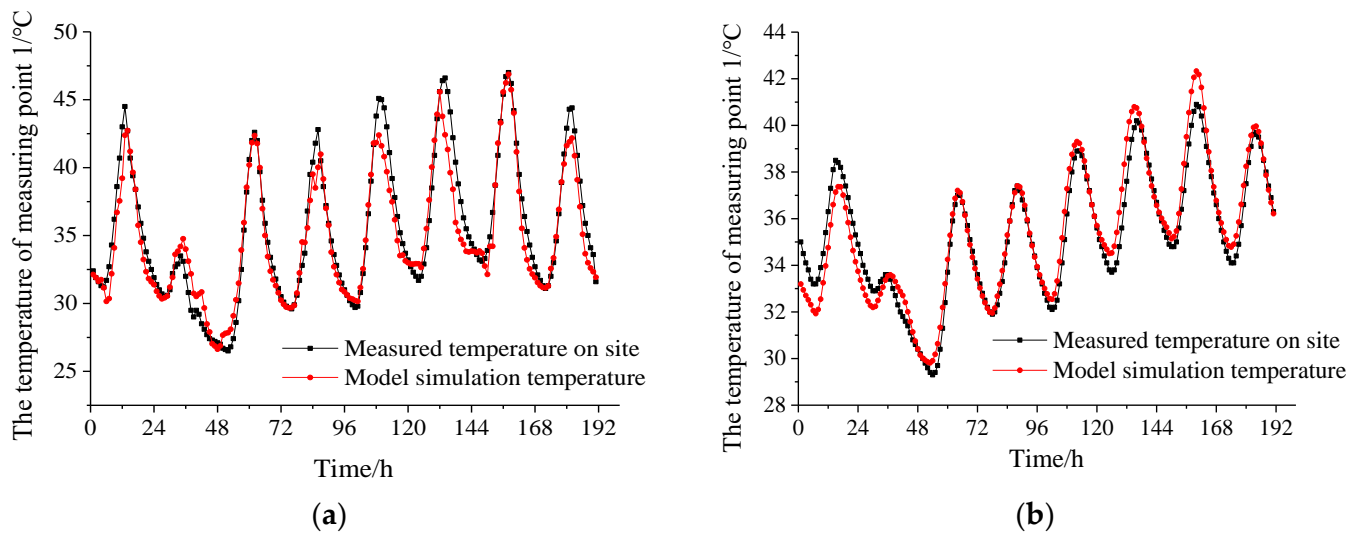 The temperature of measuring point 1/°C
50
45
40
35
30
25
0 24 48 72 96 120 144 168 192
Time/h
Measured temperature on site
Model simulation temperature
(a)
The temperature of measuring point 1/°C
44
42
40
38
36
34
32
30
28
0 24 48 72 96 120 144 168 192
Time/h
Measured temperature on site
Model simulation temperature
(b)